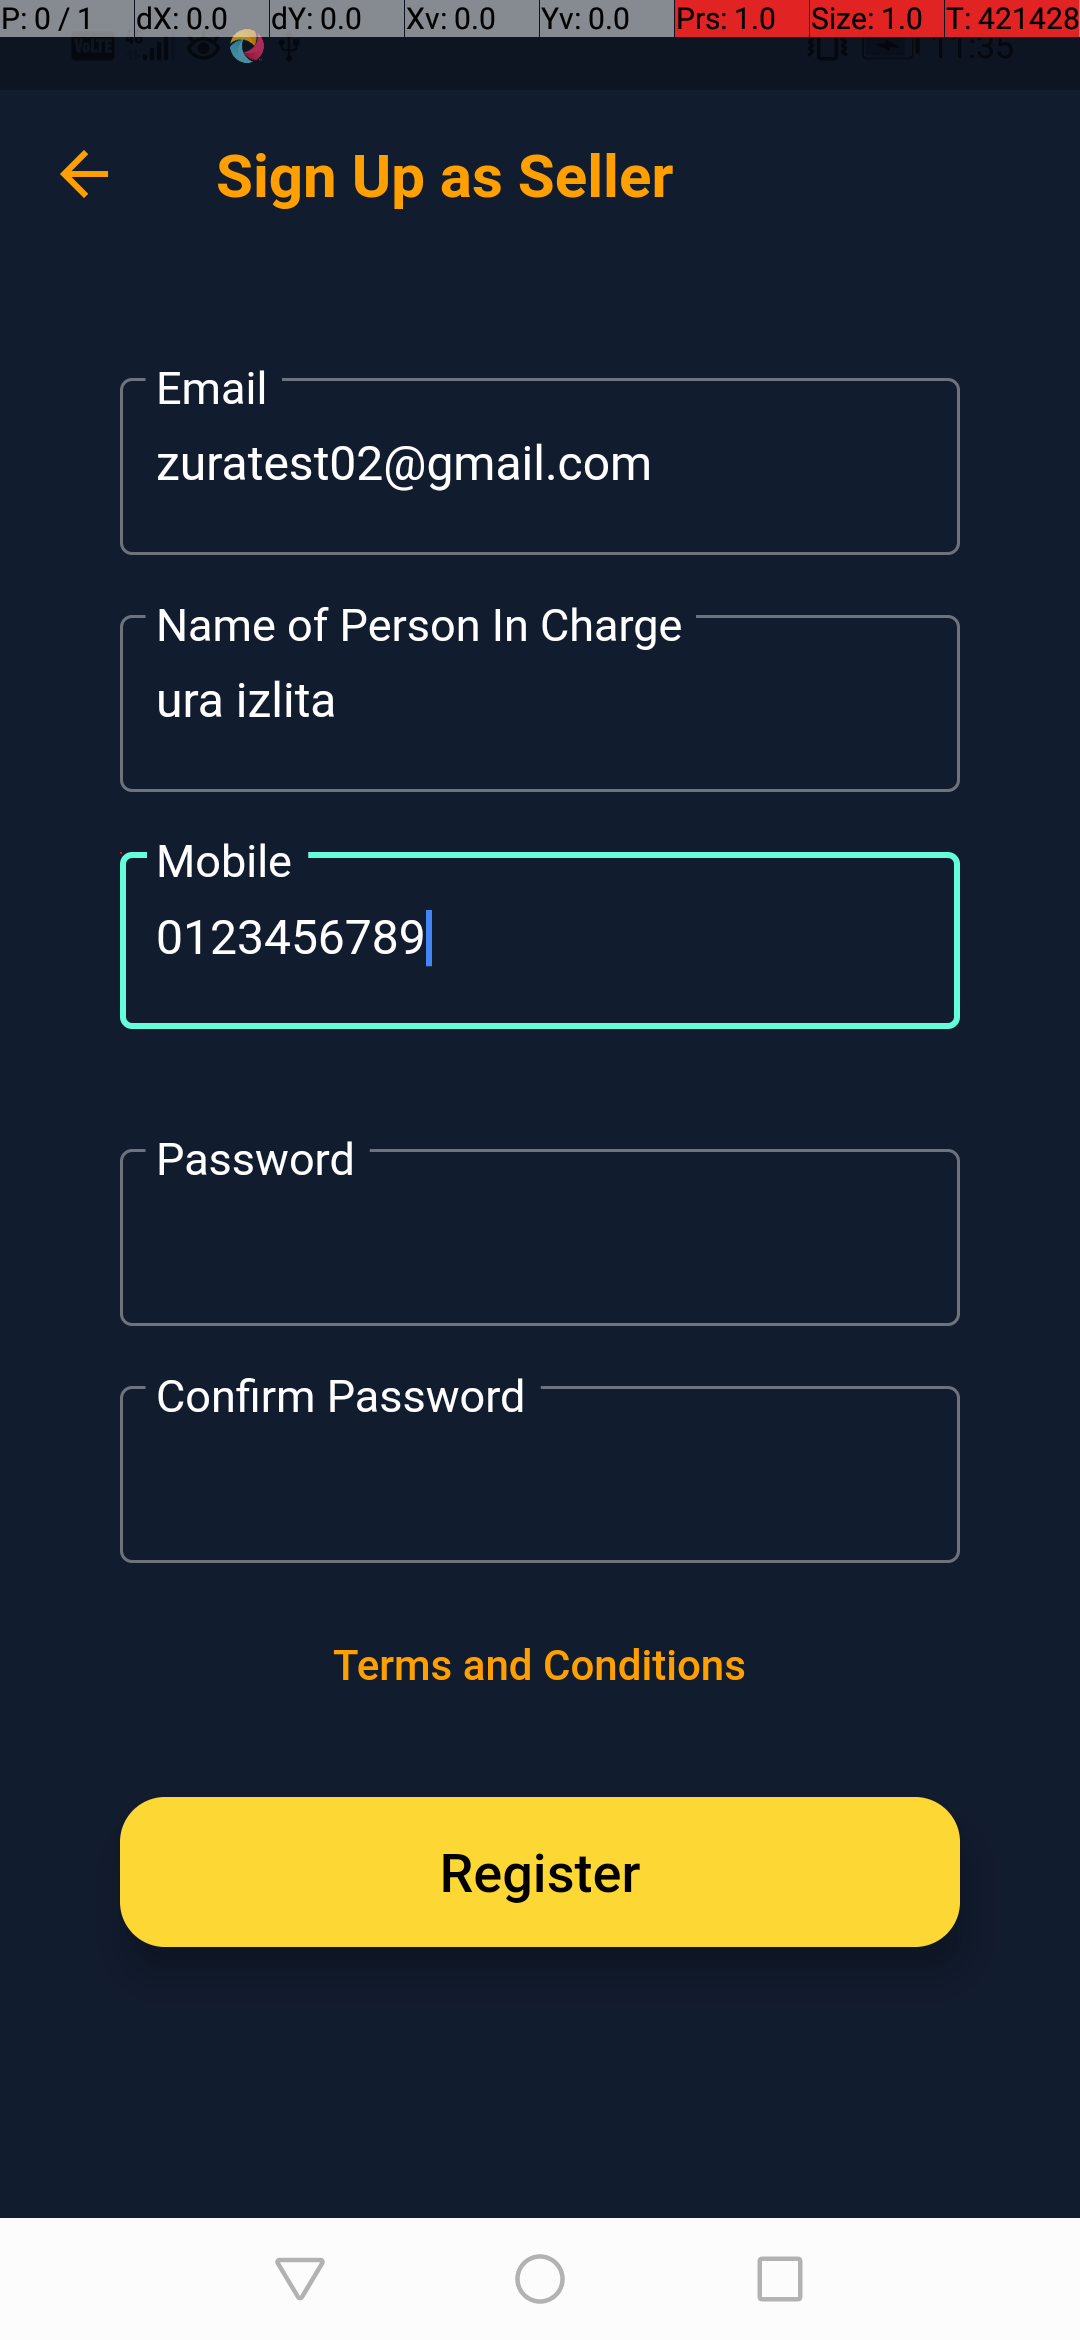 P: 0 / 1 dX: 0.0 dY: 0.0 Xv: 0.0 Yv: 0.0 Prs: 1.0 Size: 1.0 T: 421428
VoLTE 11:35
Sign Up as Seller
Email
zuratest02@gmail.com
Name of Person In Charge
ura izlita
Mobile
0123456789
Password
Confirm Password
Terms and Conditions
Register